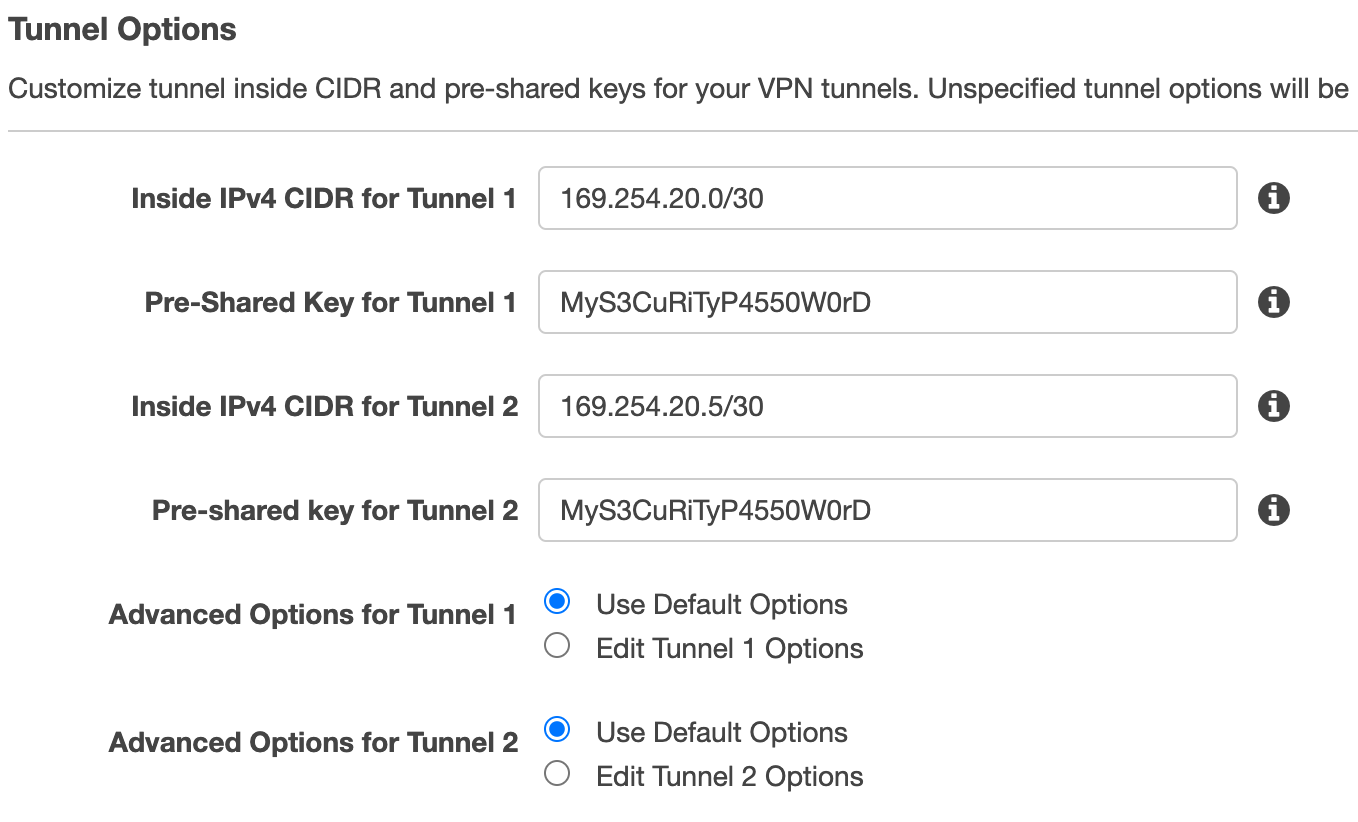 Tunnel Options
Customize tunnel inside CIDR and pre-shared keys for your VPN tunnels. Unspecified tunnel options will be
Inside IPv4 CIDR for Tunnel 1 169.254.20.0/30
Pre-Shared Key for Tunnel 1 MyS3CuRiTyP4550W0rD
Inside IPv4 CIDR for Tunnel 2 169.254.20.5/30
Pre-shared key for Tunnel 2 MyS3CuRiTyP4550W0rD
Advanced Options for Tunnel 1 Use Default Options
Edit Tunnel 1 Options
Advanced Options for Tunnel 2 Use Default Options
Edit Tunnel 2 Options